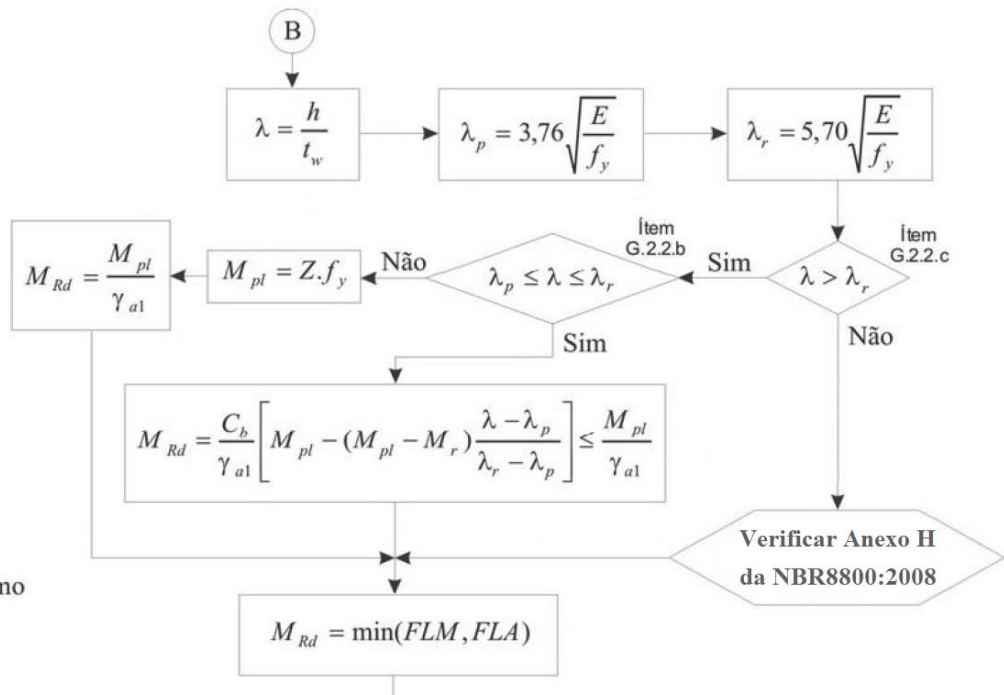 B
λ = h / t_w
λ_p = 3,76 √(E / f_y)
λ_r = 5,70 √(E / f_y)
Ítem
G.2.2.c
λ > λ_r
Sim
Não
Ítem
G.2.2.b
λ_p ≤ λ ≤ λ_r
Não
Sim
M_pl = Z.f_y
M_Rd = M_pl / γ_a1
M_Rd = C_b / γ_a1 [ M_pl − (M_pl − M_r) (λ − λ_p) / (λ_r − λ_p) ] ≤ M_pl / γ_a1
Verificar Anexo H
da NBR8800:2008
mo
M_Rd = min(FLM, FLA)